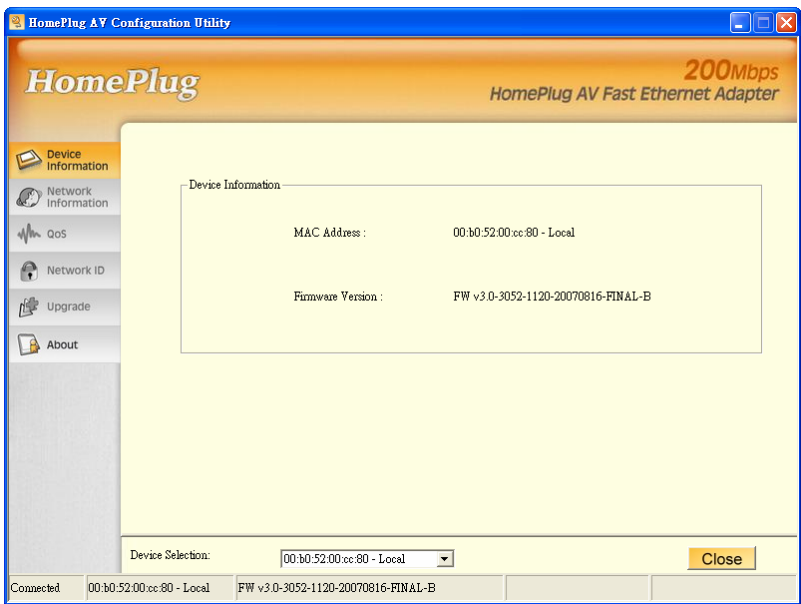 HomePlug AV Configuration Utility
HomePlug
200Mbps
HomePlug AV Fast Ethernet Adapter
Device
Information
Network
Information
QoS
Network ID
Upgrade
About
Device Information
MAC Address : 00:b0:52:00:cc:80 - Local
Firmware Version : FW v3.0-3052-1120-20070816-FINAL-B
Device Selection: 00:b0:52:00:cc:80 - Local
Close
Connected 00:b0:52:00:cc:80 - Local FW v3.0-3052-1120-20070816-FINAL-B